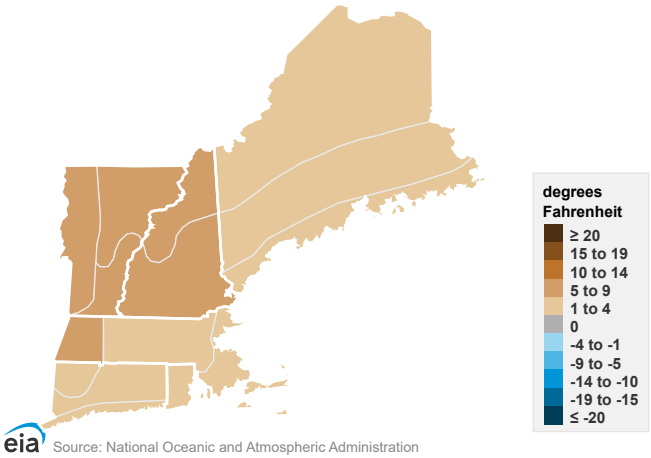 degrees
Fahrenheit
≥ 20
15 to 19
10 to 14
5 to 9
1 to 4
0
-4 to -1
-9 to -5
-14 to -10
-19 to -15
≤ -20
eia
Source: National Oceanic and Atmospheric Administration